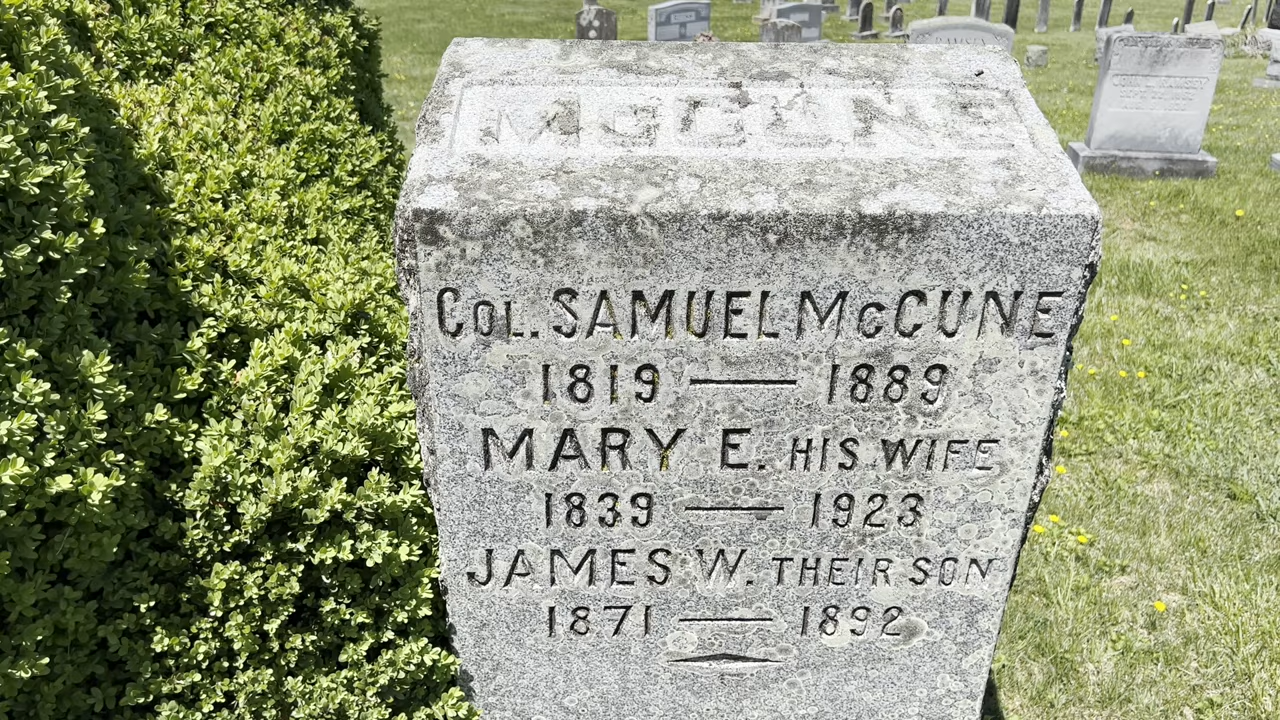 McCUNE
COL. SAMUEL McCUNE
1819 — 1889
MARY E. HIS WIFE
1839 — 1923
JAMES W. THEIR SON
1871 — 1892